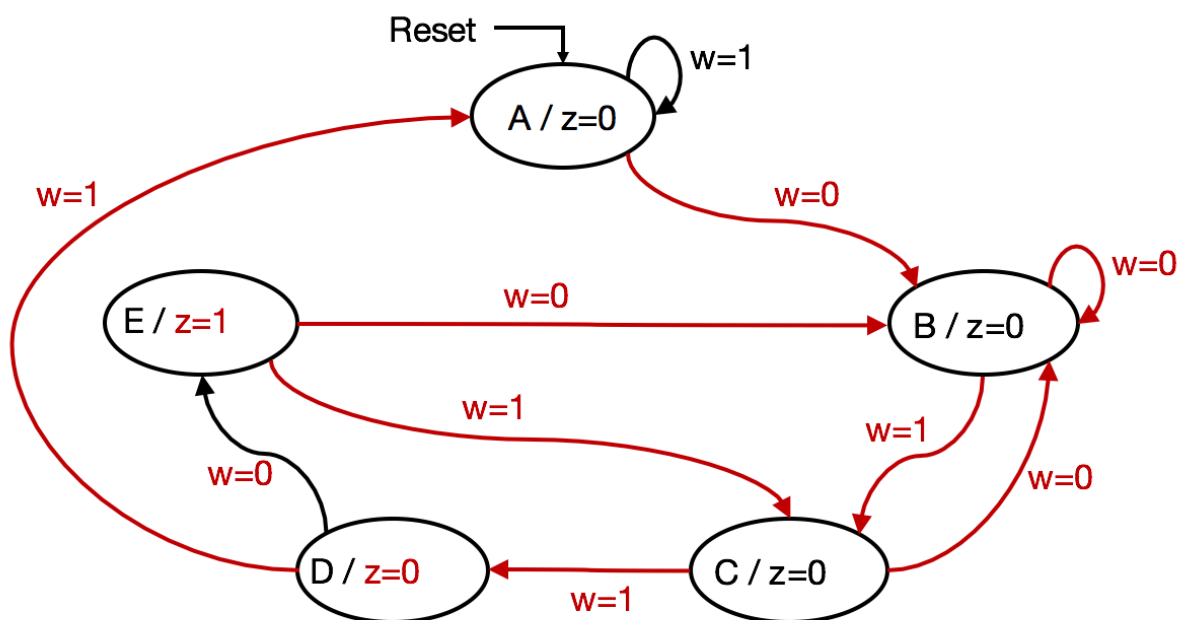 Reset
w=1
A / z=0
w=1
w=0
w=0
w=0
E / z=1
B / z=0
w=1
w=1
w=0
w=0
D / z=0
C / z=0
w=1